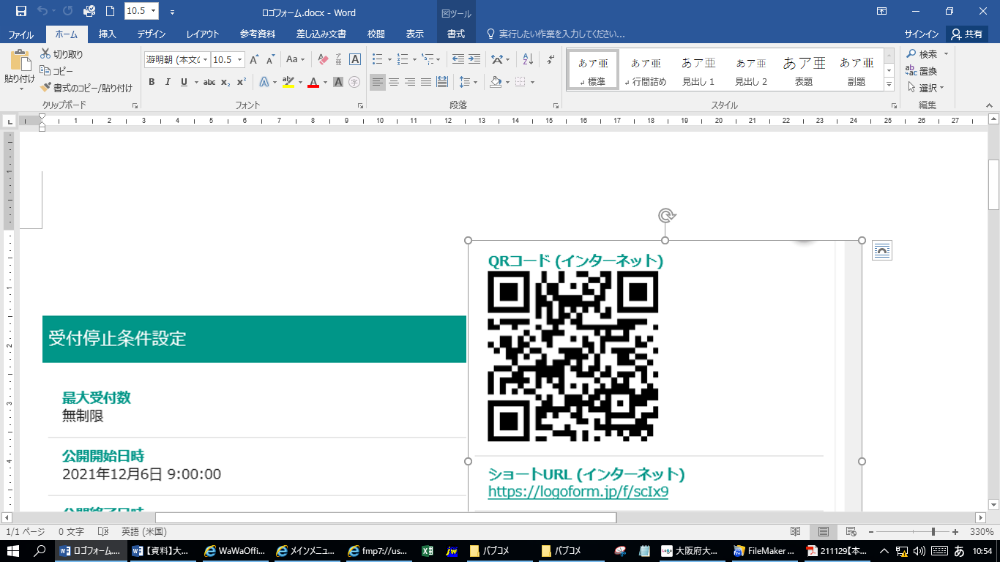 10.5
ロゴフォーム.docx - Word
図ツール
ファイル ホーム 挿入 デザイン レイアウト 参考資料 差し込み文書 校閲 表示 書式 実行したい作業を入力してください... サインイン 共有
貼り付け
切り取り
コピー
書式のコピー/貼り付け
クリップボード
游明朝 (本文の 10.5 Aa
B I U abc x₂ x²
フォント
段落
あア亜 標準
あア亜 行間詰め
あア亜 見出し 1
あア亜 見出し 2
あア亜 表題
あア亜 副題
スタイル
検索
置換
選択
編集
1 2 3 4 5 6 7 8 9 10 11 12 13 14 15 16 17 18 19 20 21 22 23 24 25 26 27
受付停止条件設定
最大受付数
無制限
公開開始日時
2021年12月6日 9:00:00
公開終了日時
QRコード (インターネット)
ショートURL (インターネット)
https://logoform.jp/f/scIx9
1/1 ページ 0 文字 英語 (米国) 330%
ロゴフォーム.... 【資料】大... WaWaOffi... メインメニュ... fmp7://us... jw パブコメ パブコメ 大阪府大... FileMaker ... 211129【本... あ 10:54